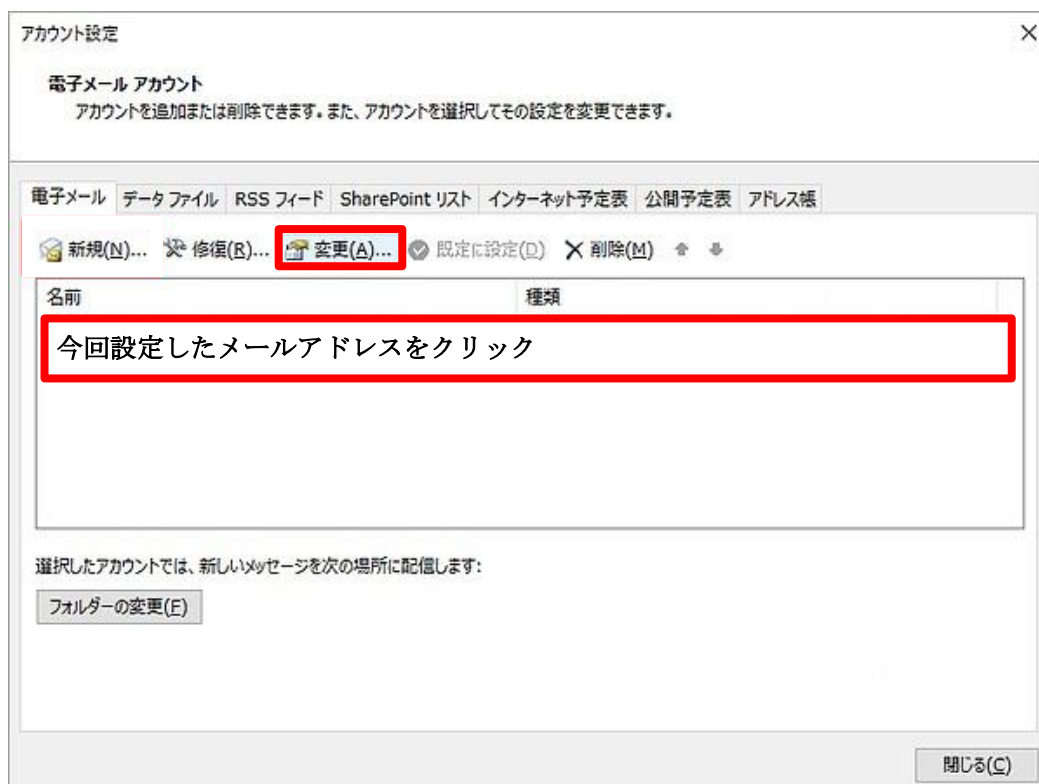 アカウント設定
電子メール アカウント
アカウントを追加または削除できます。また、アカウントを選択してその設定を変更できます。
電子メール データ ファイル RSS フィード SharePoint リスト インターネット予定表 公開予定表 アドレス帳
新規(N)... 修復(R)... 変更(A)... 既定に設定(D) 削除(M)
名前 種類
今回設定したメールアドレスをクリック
選択したアカウントでは、新しいメッセージを次の場所に配信します:
フォルダーの変更(F)
閉じる(C)